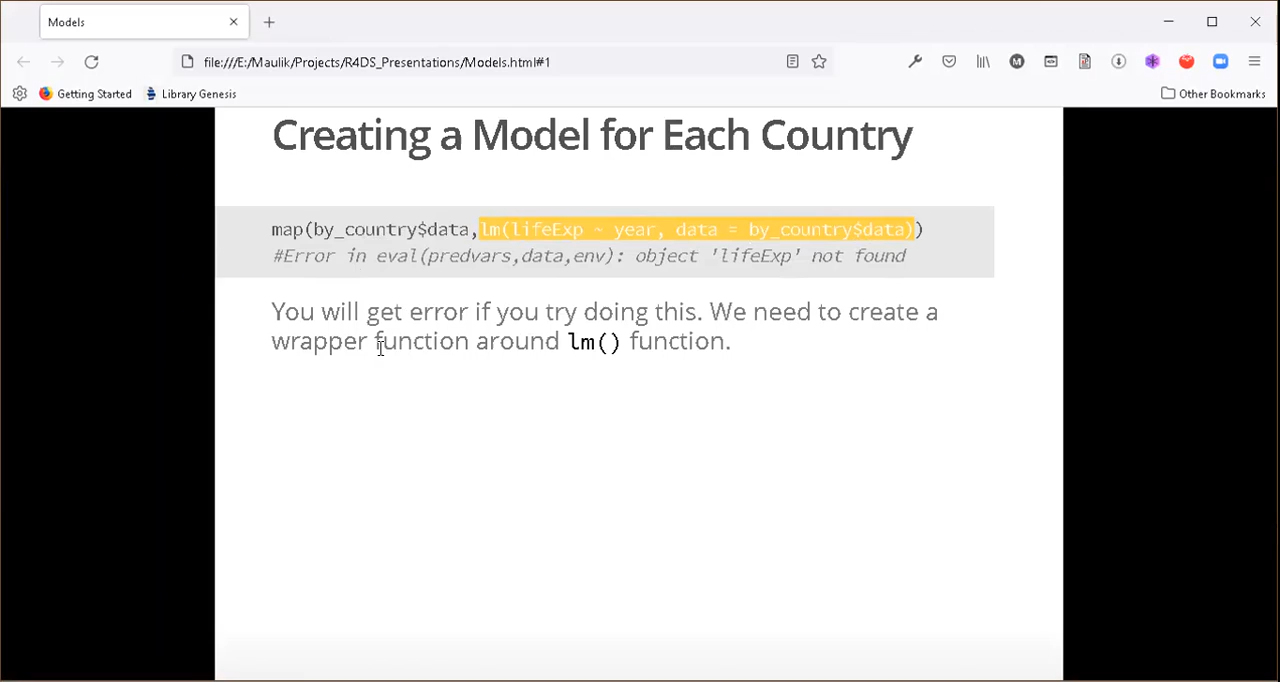 Models
file:///E:/Maulik/Projects/R4DS_Presentations/Models.html#1
Getting Started
Library Genesis
Other Bookmarks
Creating a Model for Each Country
map(by_country$data,lm(lifeExp ~ year, data = by_country$data))
#Error in eval(predvars,data,env): object 'lifeExp' not found
You will get error if you try doing this. We need to create a
wrapper function around lm() function.